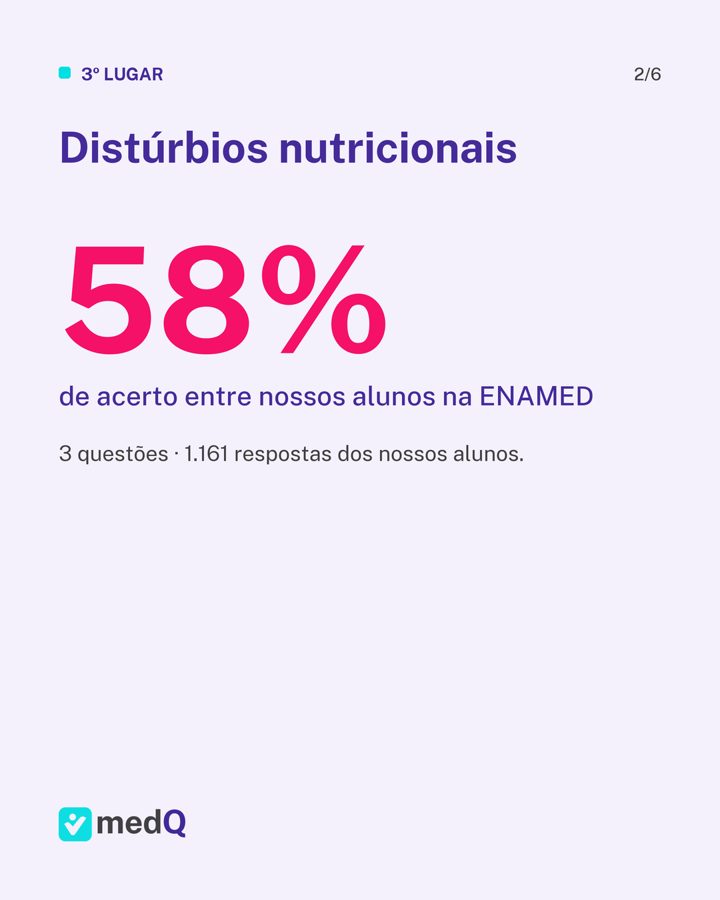 3º LUGAR
2/6
Distúrbios nutricionais
58%
de acerto entre nossos alunos na ENAMED
3 questões · 1.161 respostas dos nossos alunos.
medQ